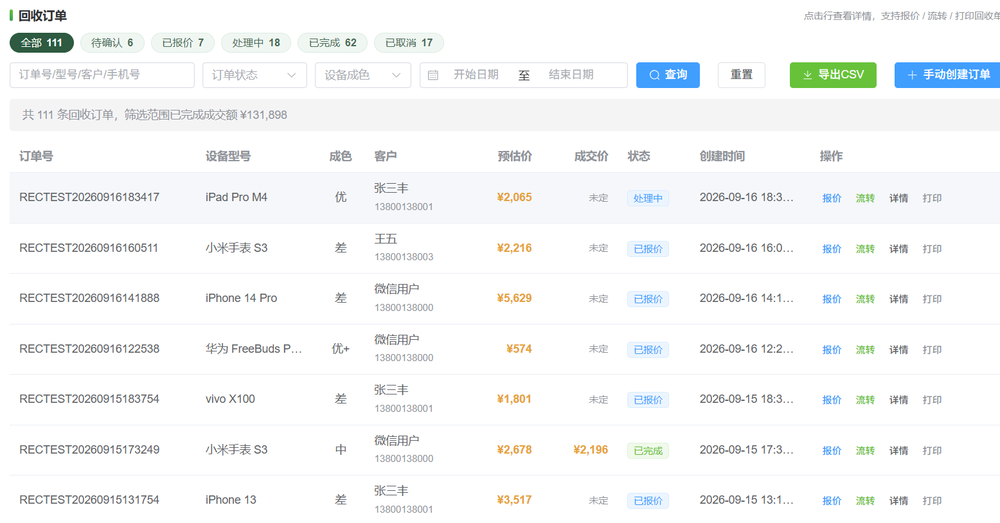 回收订单
点击行查看详情，支持报价 / 流转 / 打印回收单
全部 111 待确认 6 已报价 7 处理中 18 已完成 62 已取消 17
订单号/型号/客户/手机号 订单状态 设备成色 开始日期 至 结束日期 查询 重置 导出CSV 手动创建订单
共 111 条回收订单，筛选范围已完成成交额 ¥131,898
订单号 设备型号 成色 客户 预估价 成交价 状态 创建时间 操作
RECTEST20260916183417 iPad Pro M4 优 张三丰 ¥2,065 未定 处理中 2026-09-16 18:3... 报价 流转 详情 打印
13800138001
RECTEST20260916160511 小米手表 S3 差 王五 ¥2,216 未定 已报价 2026-09-16 16:0... 报价 流转 详情 打印
13800138003
RECTEST20260916141888 iPhone 14 Pro 差 微信用户 ¥5,629 未定 已报价 2026-09-16 14:1... 报价 流转 详情 打印
13800138000
RECTEST20260916122538 华为 FreeBuds P... 优+ 微信用户 ¥574 未定 已报价 2026-09-16 12:2... 报价 流转 详情 打印
13800138000
RECTEST20260915183754 vivo X100 差 张三丰 ¥1,801 未定 已报价 2026-09-15 18:3... 报价 流转 详情 打印
13800138001
RECTEST20260915173249 小米手表 S3 中 微信用户 ¥2,678 ¥2,196 已完成 2026-09-15 17:3... 报价 流转 详情 打印
13800138000
RECTEST20260915131754 iPhone 13 差 张三丰 ¥3,517 未定 已报价 2026-09-15 13:1... 报价 流转 详情 打印
13800138001